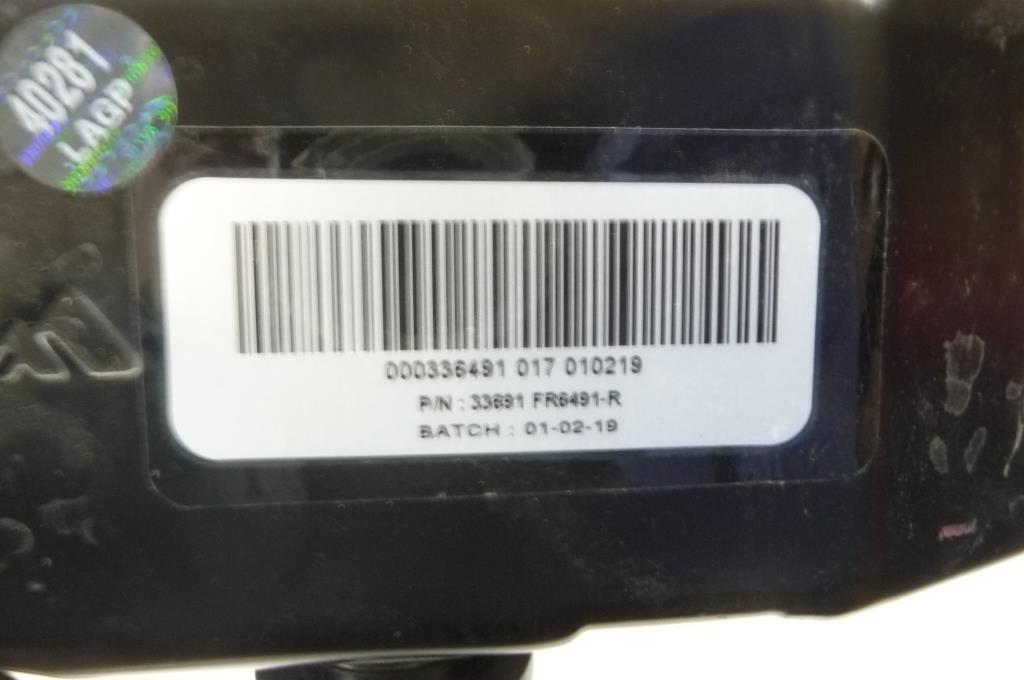 40281
LAGP
000336491 017 010219
P/N : 33691 FR6491-R
BATCH : 01-02-19